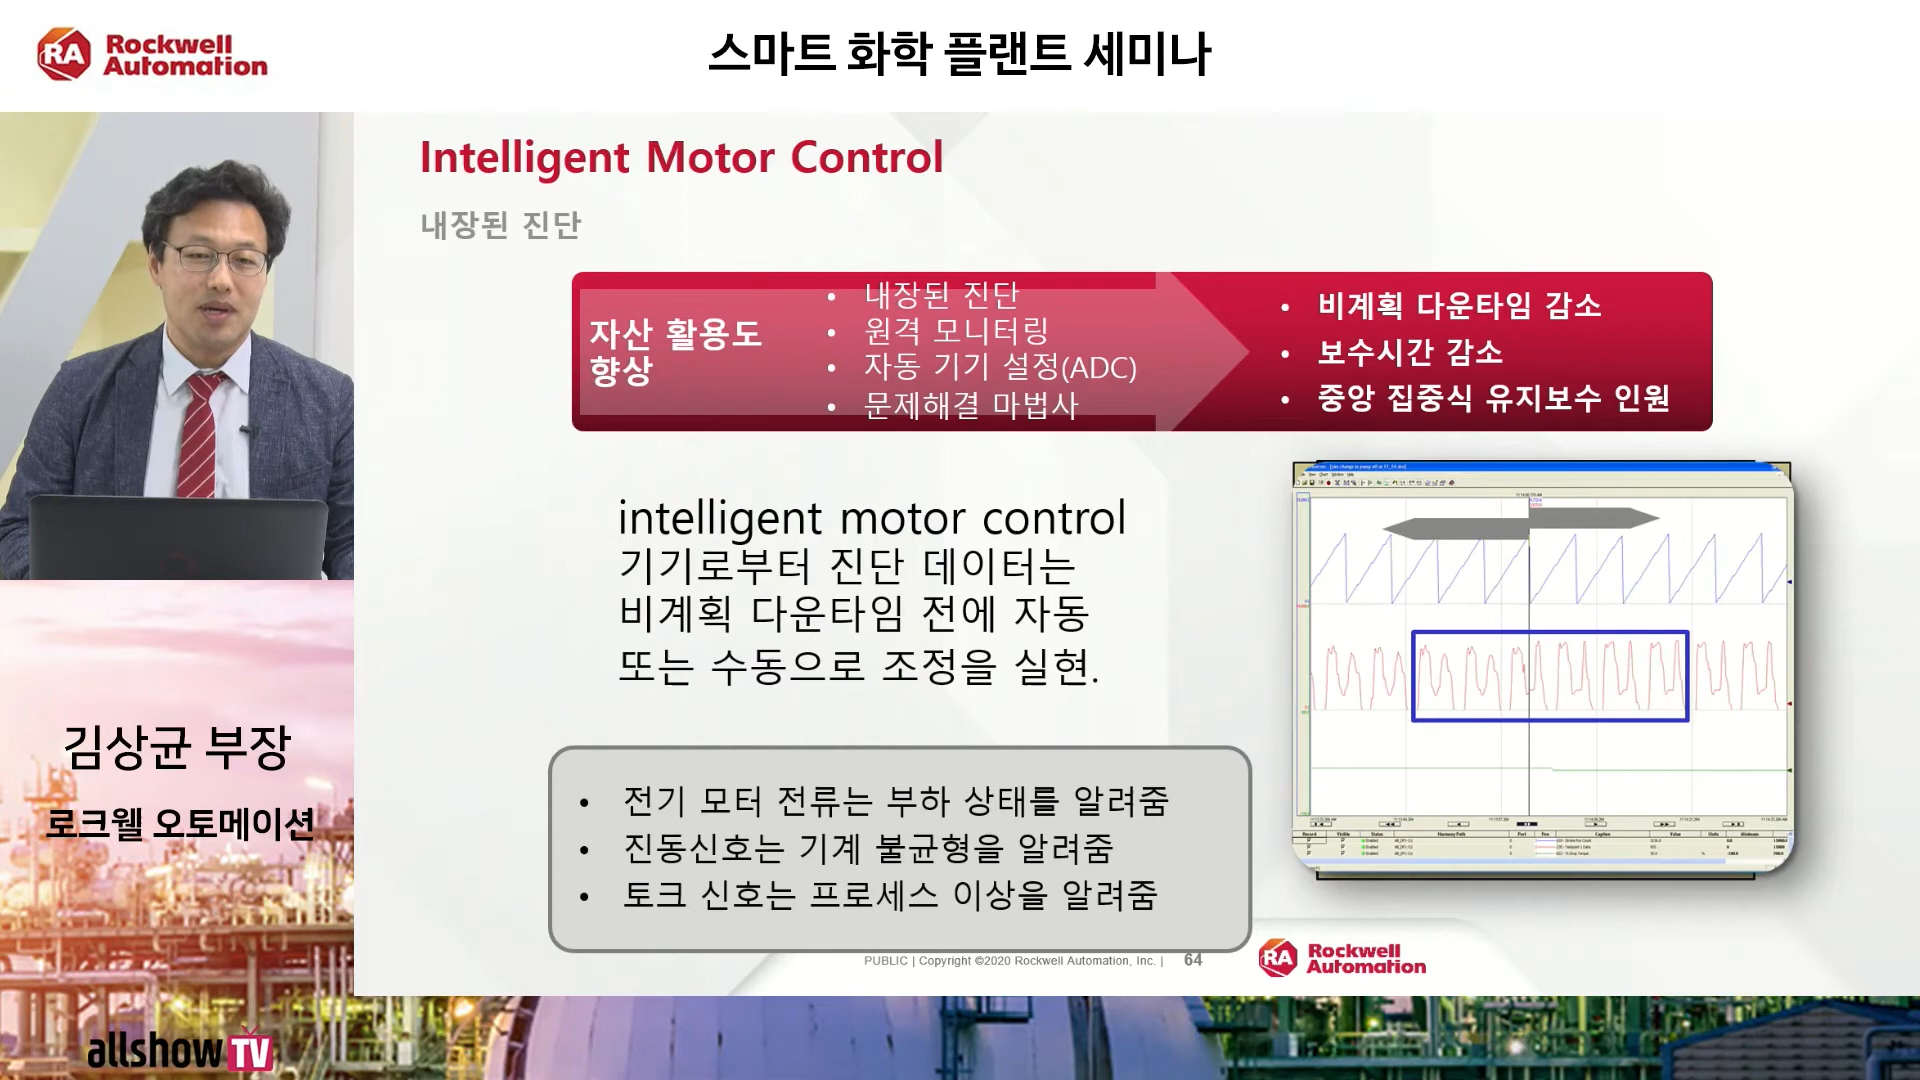 Rockwell
Automation
스마트 화학 플랜트 세미나
Intelligent Motor Control
내장된 진단
자산 활용도
향상
• 내장된 진단
• 원격 모니터링
• 자동 기기 설정(ADC)
• 문제해결 마법사
• 비계획 다운타임 감소
• 보수시간 감소
• 중앙 집중식 유지보수 인원
intelligent motor control
기기로부터 진단 데이터는
비계획 다운타임 전에 자동
또는 수동으로 조정을 실현.
• 전기 모터 전류는 부하 상태를 알려줌
• 진동신호는 기계 불균형을 알려줌
• 토크 신호는 프로세스 이상을 알려줌
PUBLIC | Copyright ©2020 Rockwell Automation, Inc. | 64
RA Rockwell
Automation
김상균 부장
로크웰 오토메이션
allshow TV